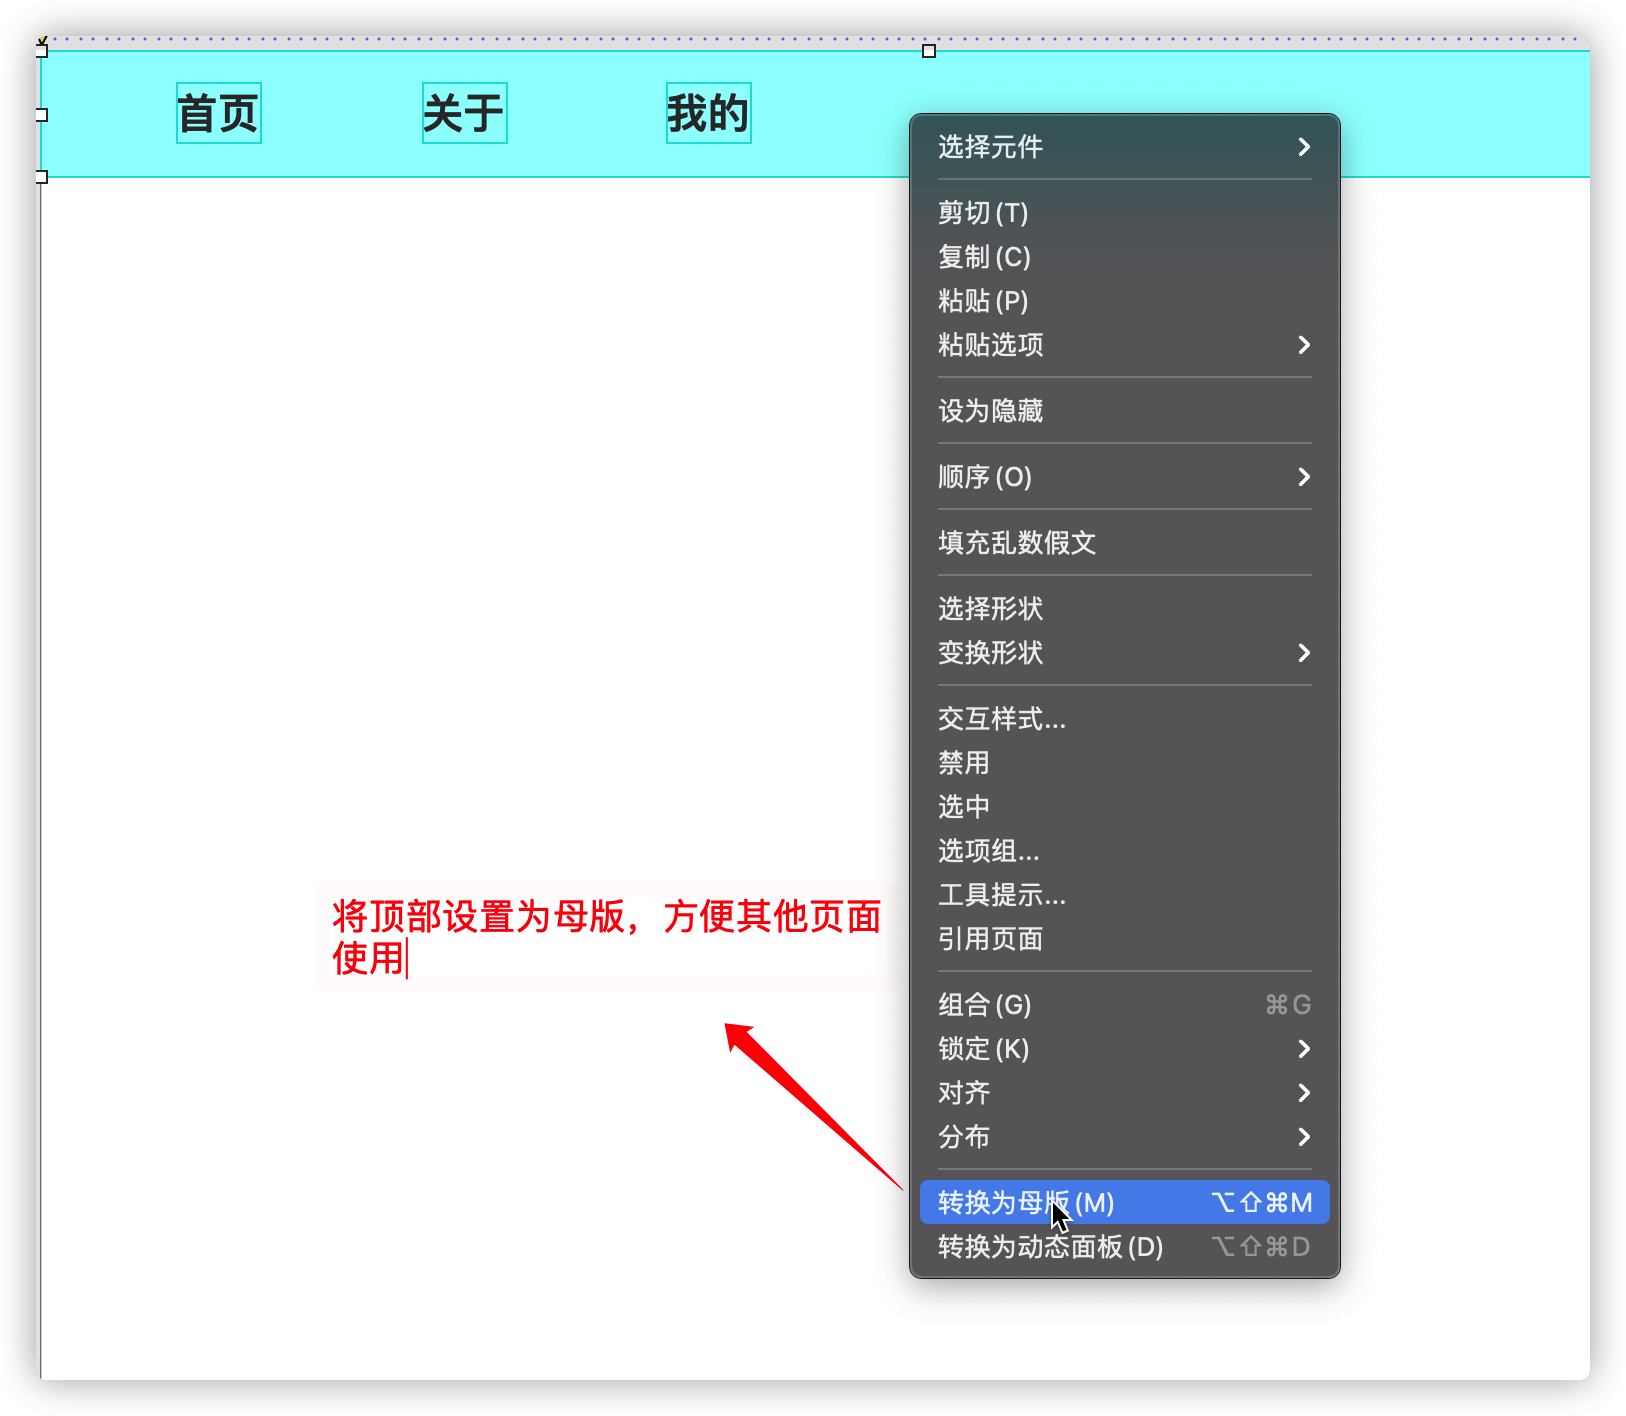 首页 关于 我的
选择元件
剪切(T)
复制(C)
粘贴(P)
粘贴选项
设为隐藏
顺序(O)
填充乱数假文
选择形状
变换形状
交互样式...
禁用
选中
选项组...
工具提示...
引用页面
组合(G) ⌘G
锁定(K)
对齐
分布
转换为母版(M) ⌥⇧⌘M
转换为动态面板(D) ⌥⇧⌘D
将顶部设置为母版，方便其他页面
使用